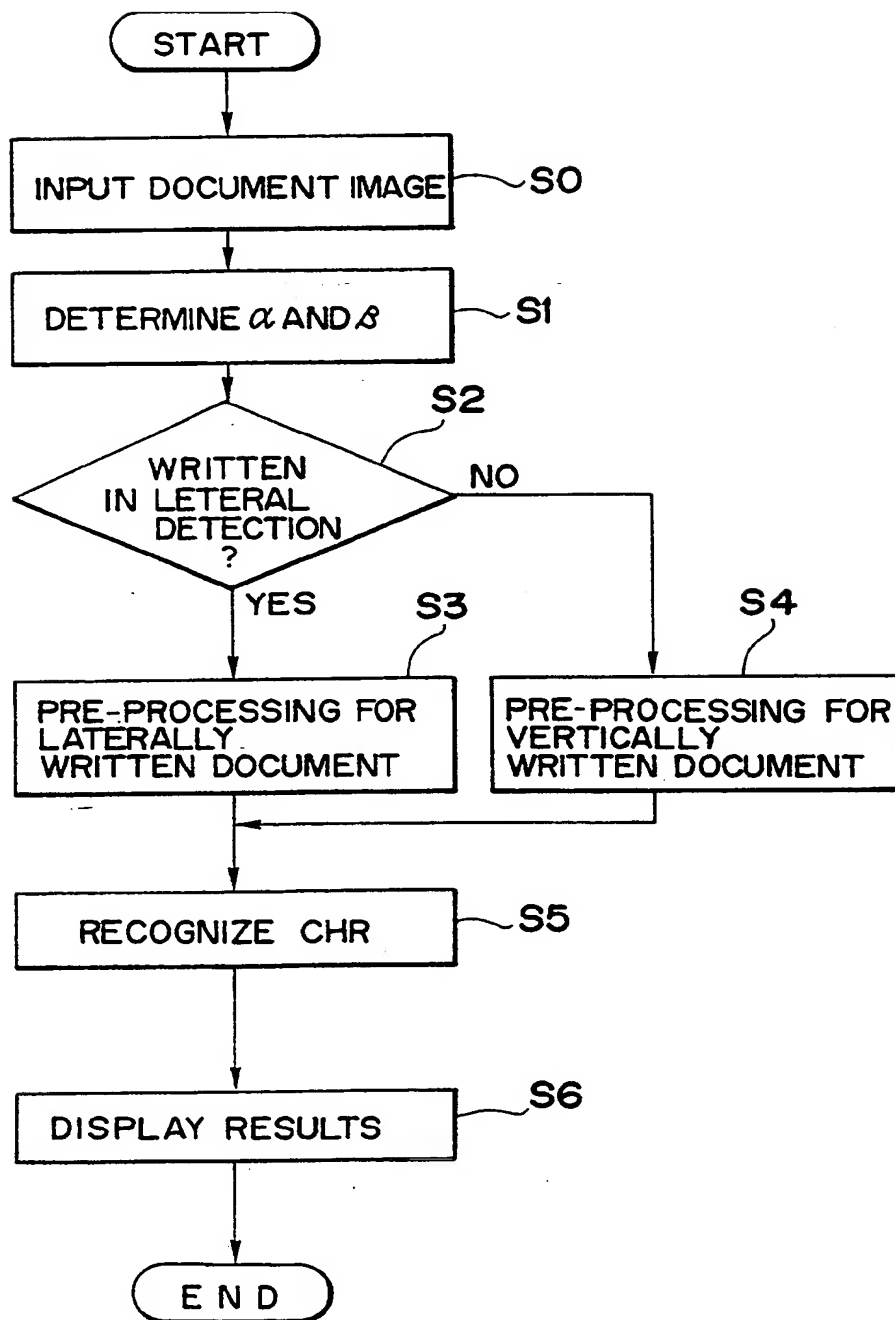 START
INPUT DOCUMENT IMAGE
S0
DETERMINE α AND β
S1
S2
WRITTEN
IN LETERAL
DETECTION
?
NO
YES
S3
S4
PRE-PROCESSING FOR
LATERALLY
WRITTEN DOCUMENT
PRE-PROCESSING FOR
VERTICALLY
WRITTEN DOCUMENT
RECOGNIZE CHR
S5
DISPLAY RESULTS
S6
END